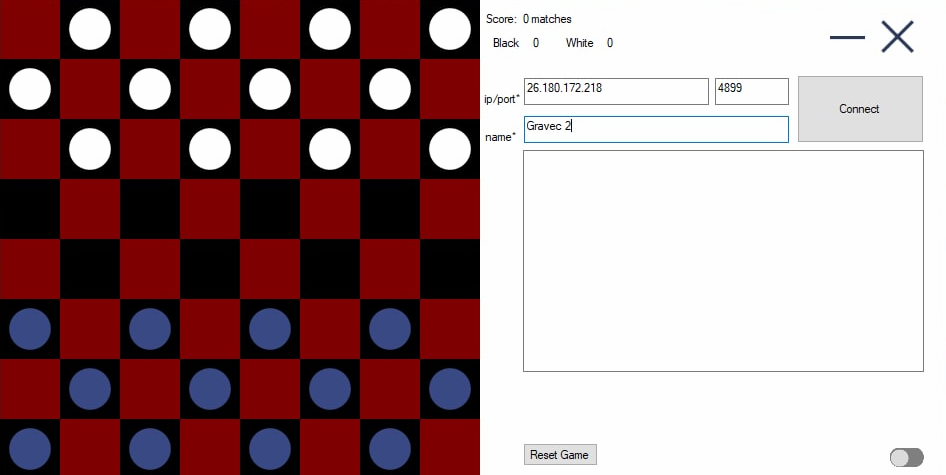 Score: 0 matches
Black 0 White 0
ip/port* 26.180.172.218 4899
Connect
name* Gravec 2
Reset Game